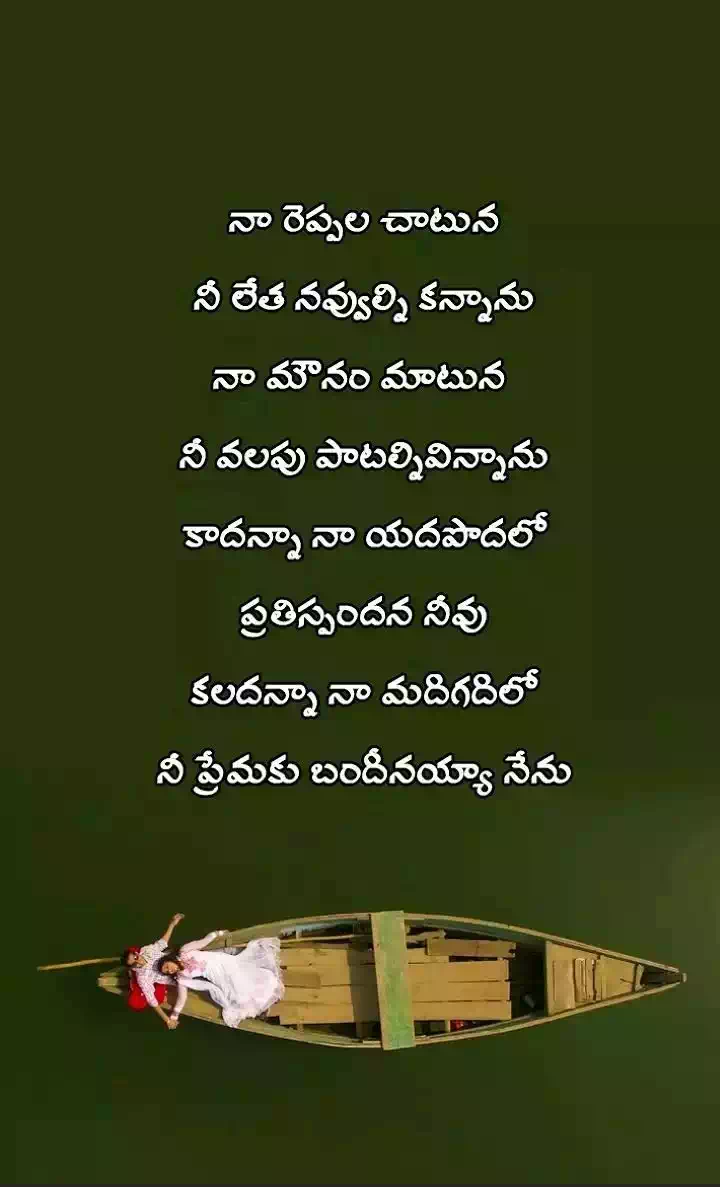 నా రెప్పల చాటున
నీ లేత నవ్వుల్ని కన్నాను
నా మౌనం మాటున
నీ వలపు పాటల్నివిన్నాను
కాదన్నా నా యదపొదలో
ప్రతిస్పందన నీవు
కలదన్నా నా మదిగదిలో
నీ ప్రేమకు బందీనయ్యా నేను